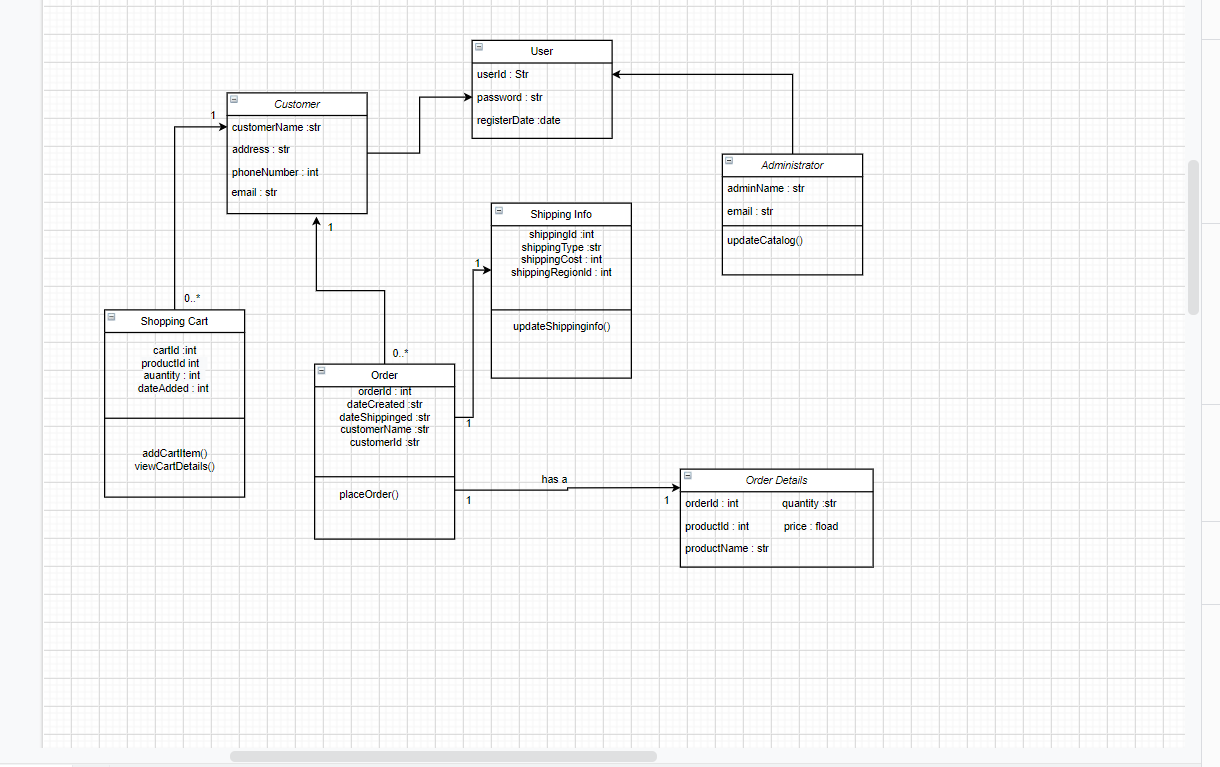 User
userId : Str
password : str
registerDate :date
Customer
1
customerName :str
address : str
phoneNumber : int
email : str
1
Administrator
adminName : str
email : str
updateCatalog()
Shipping Info
shippingId :int
shippingType :str
shippingCost : int
shippingRegionId : int
updateShippinginfo()
1
0..*
Shopping Cart
cartId :int
productId int
auantity : int
dateAdded : int
addCartItem()
viewCartDetails()
0..*
Order
orderId : int
dateCreated :str
dateShippinged :str
customerName :str
customerId :str
placeOrder()
1
has a
1
1
Order Details
orderId : int quantity :str
productId : int price : fload
productName : str